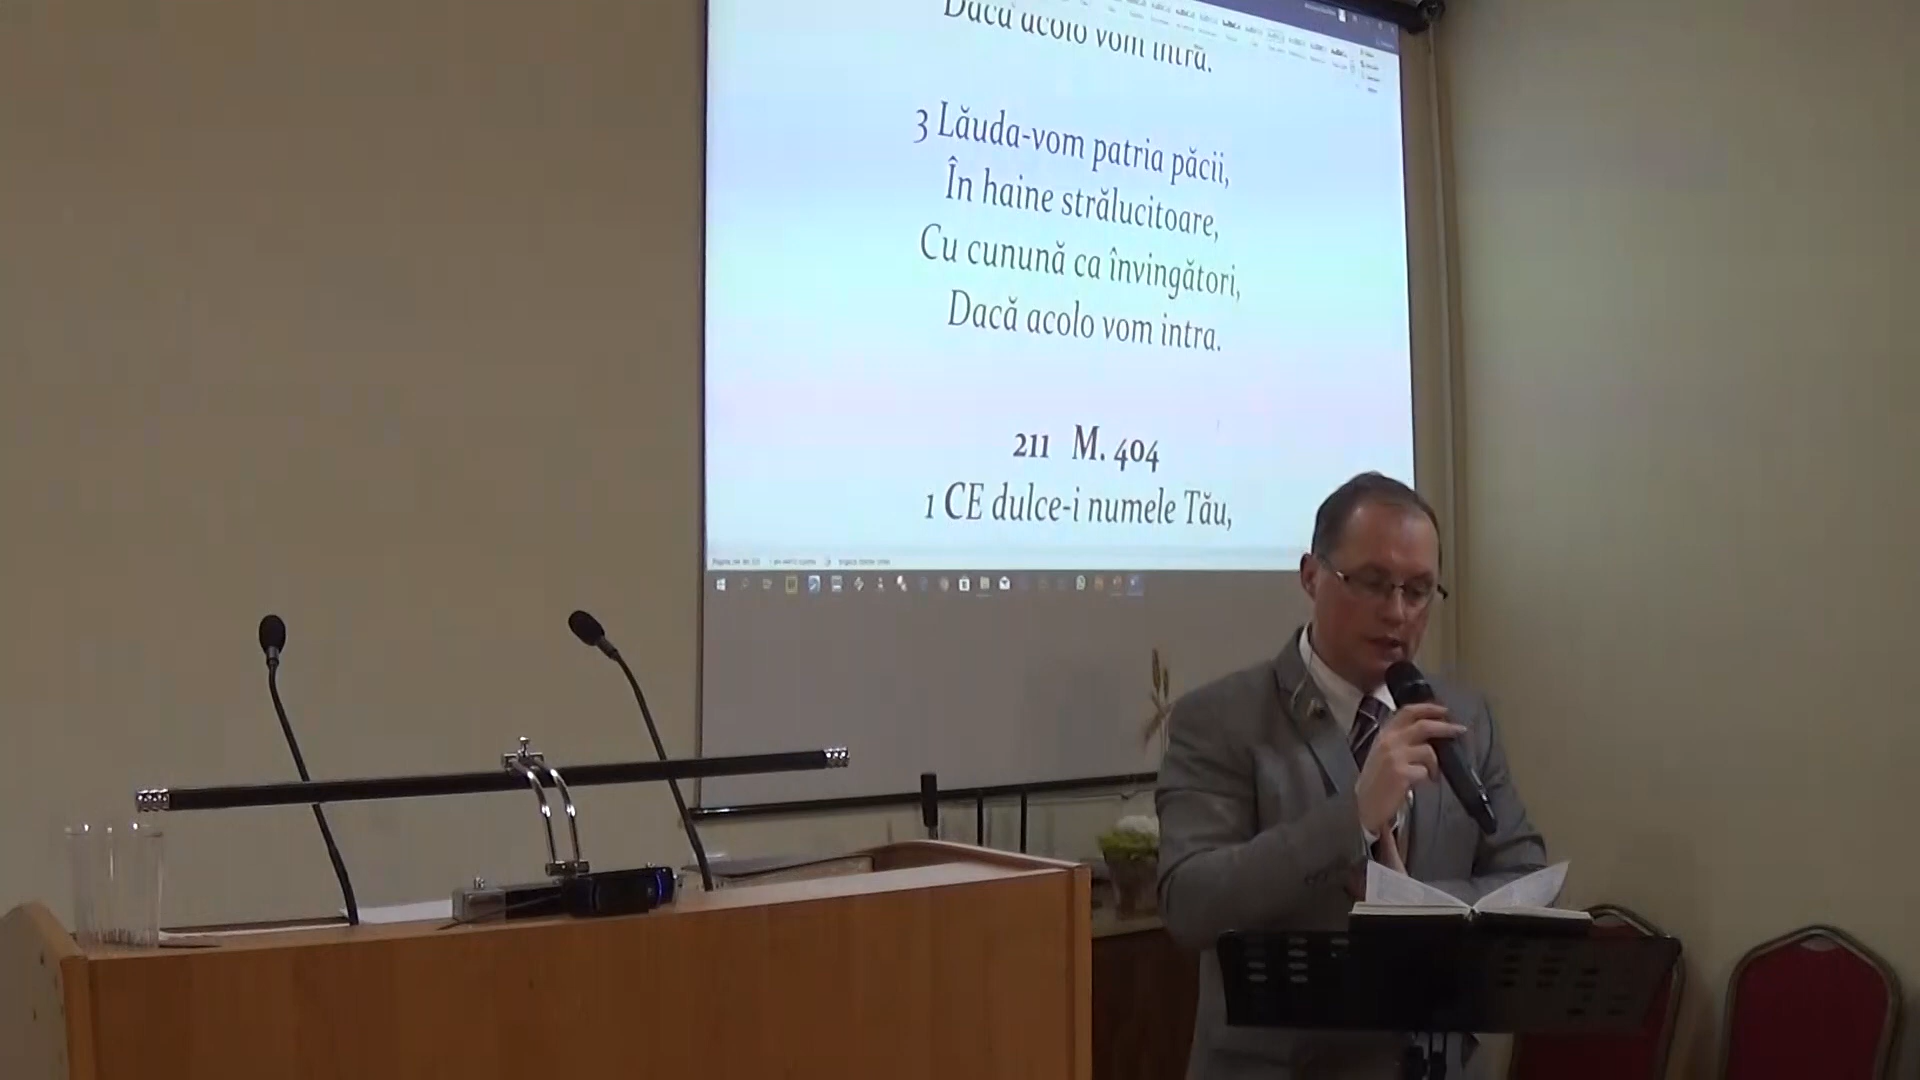 Dacă acolo vom intra.
3 Lăuda-vom patria păcii,
În haine strălucitoare,
Cu cunună ca învingători,
Dacă acolo vom intra.
211 M. 404
1 CE dulce-i numele Tău,